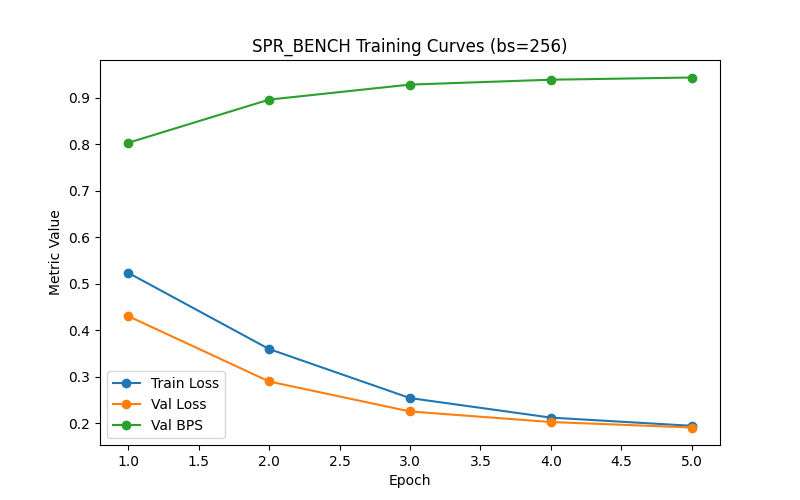 SPR_BENCH Training Curves (bs=256)
Metric Value
0.9
0.8
0.7
0.6
0.5
0.4
0.3
0.2
Train Loss
Val Loss
Val BPS
1.0 1.5 2.0 2.5 3.0 3.5 4.0 4.5 5.0
Epoch